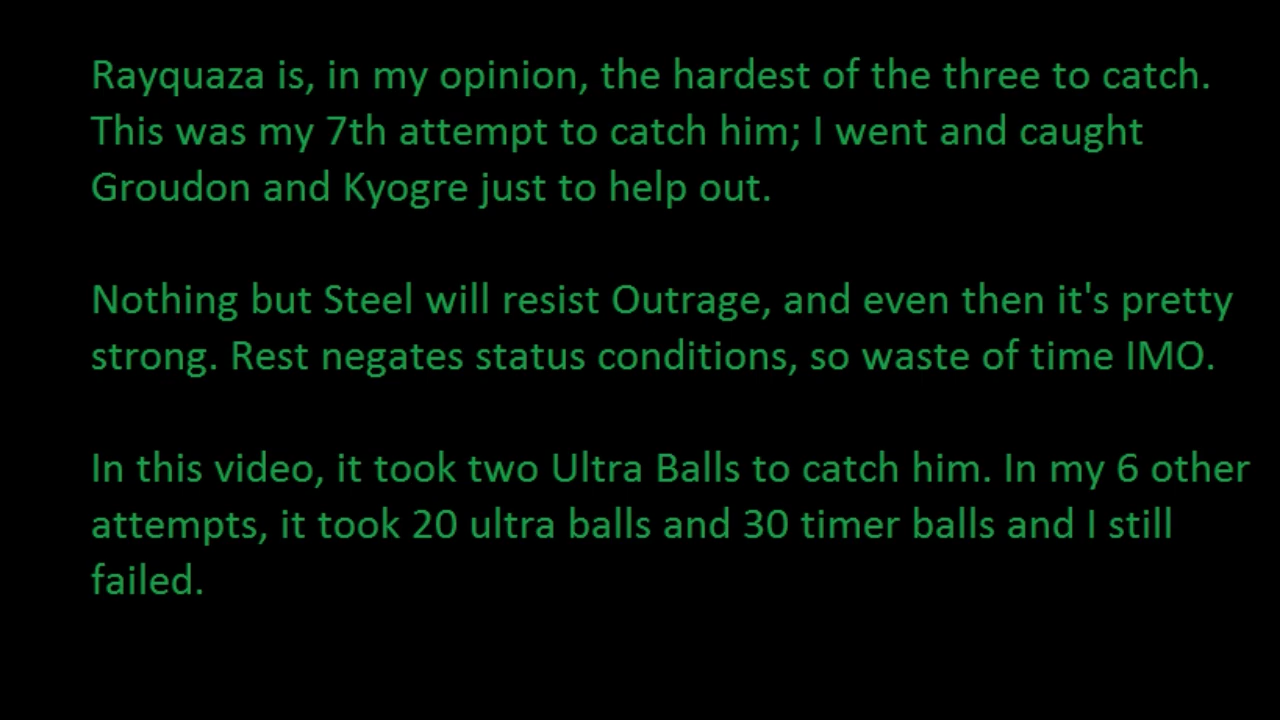 Rayquaza is, in my opinion, the hardest of the three to catch.
This was my 7th attempt to catch him; I went and caught
Groudon and Kyogre just to help out.
Nothing but Steel will resist Outrage, and even then it's pretty
strong. Rest negates status conditions, so waste of time IMO.
In this video, it took two Ultra Balls to catch him. In my 6 other
attempts, it took 20 ultra balls and 30 timer balls and I still
failed.